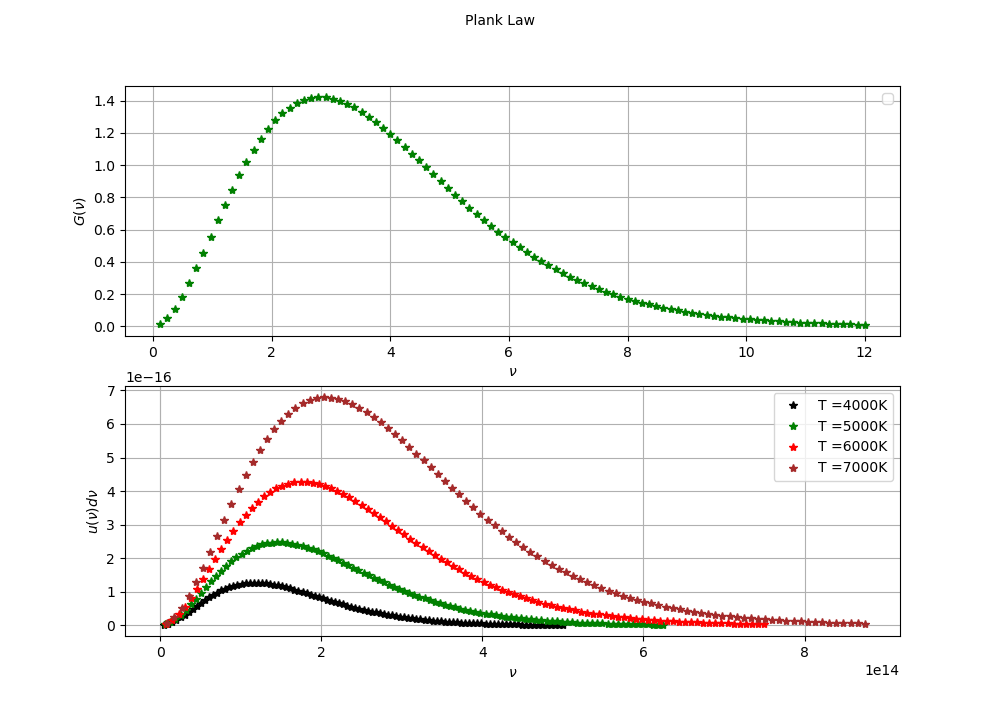 Plank Law
1.4
1.2
1.0
0.8
0.6
0.4
0.2
0.0
G(ν)
0 2 4 6 8 10 12
ν
1e−16
7
6
5
4
3
2
1
0
u(ν)dν
T =4000K
T =5000K
T =6000K
T =7000K
0 2 4 6 8
1e14
ν